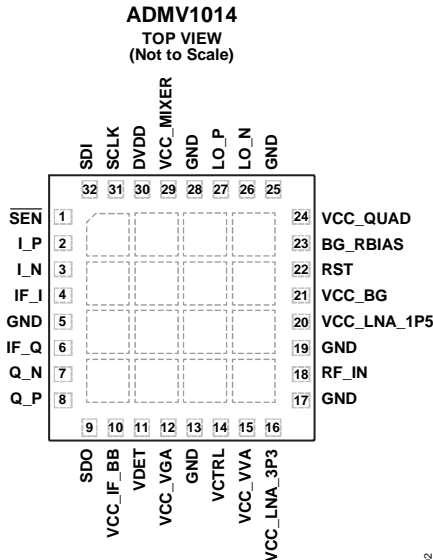 ADMV1014
TOP VIEW
(Not to Scale)
SDI
SCLK
DVDD
VCC_MIXER
GND
LO_P
LO_N
GND
32 31 30 29 28 27 26 25
SEN 1
I_P 2
I_N 3
IF_I 4
GND 5
IF_Q 6
Q_N 7
Q_P 8
24 VCC_QUAD
23 BG_RBIAS
22 RST
21 VCC_BG
20 VCC_LNA_1P5
19 GND
18 RF_IN
17 GND
9 10 11 12 13 14 15 16
SDO
VCC_IF_BB
VDET
VCC_VGA
GND
VCTRL
VCC_VVA
VCC_LNA_3P3
2